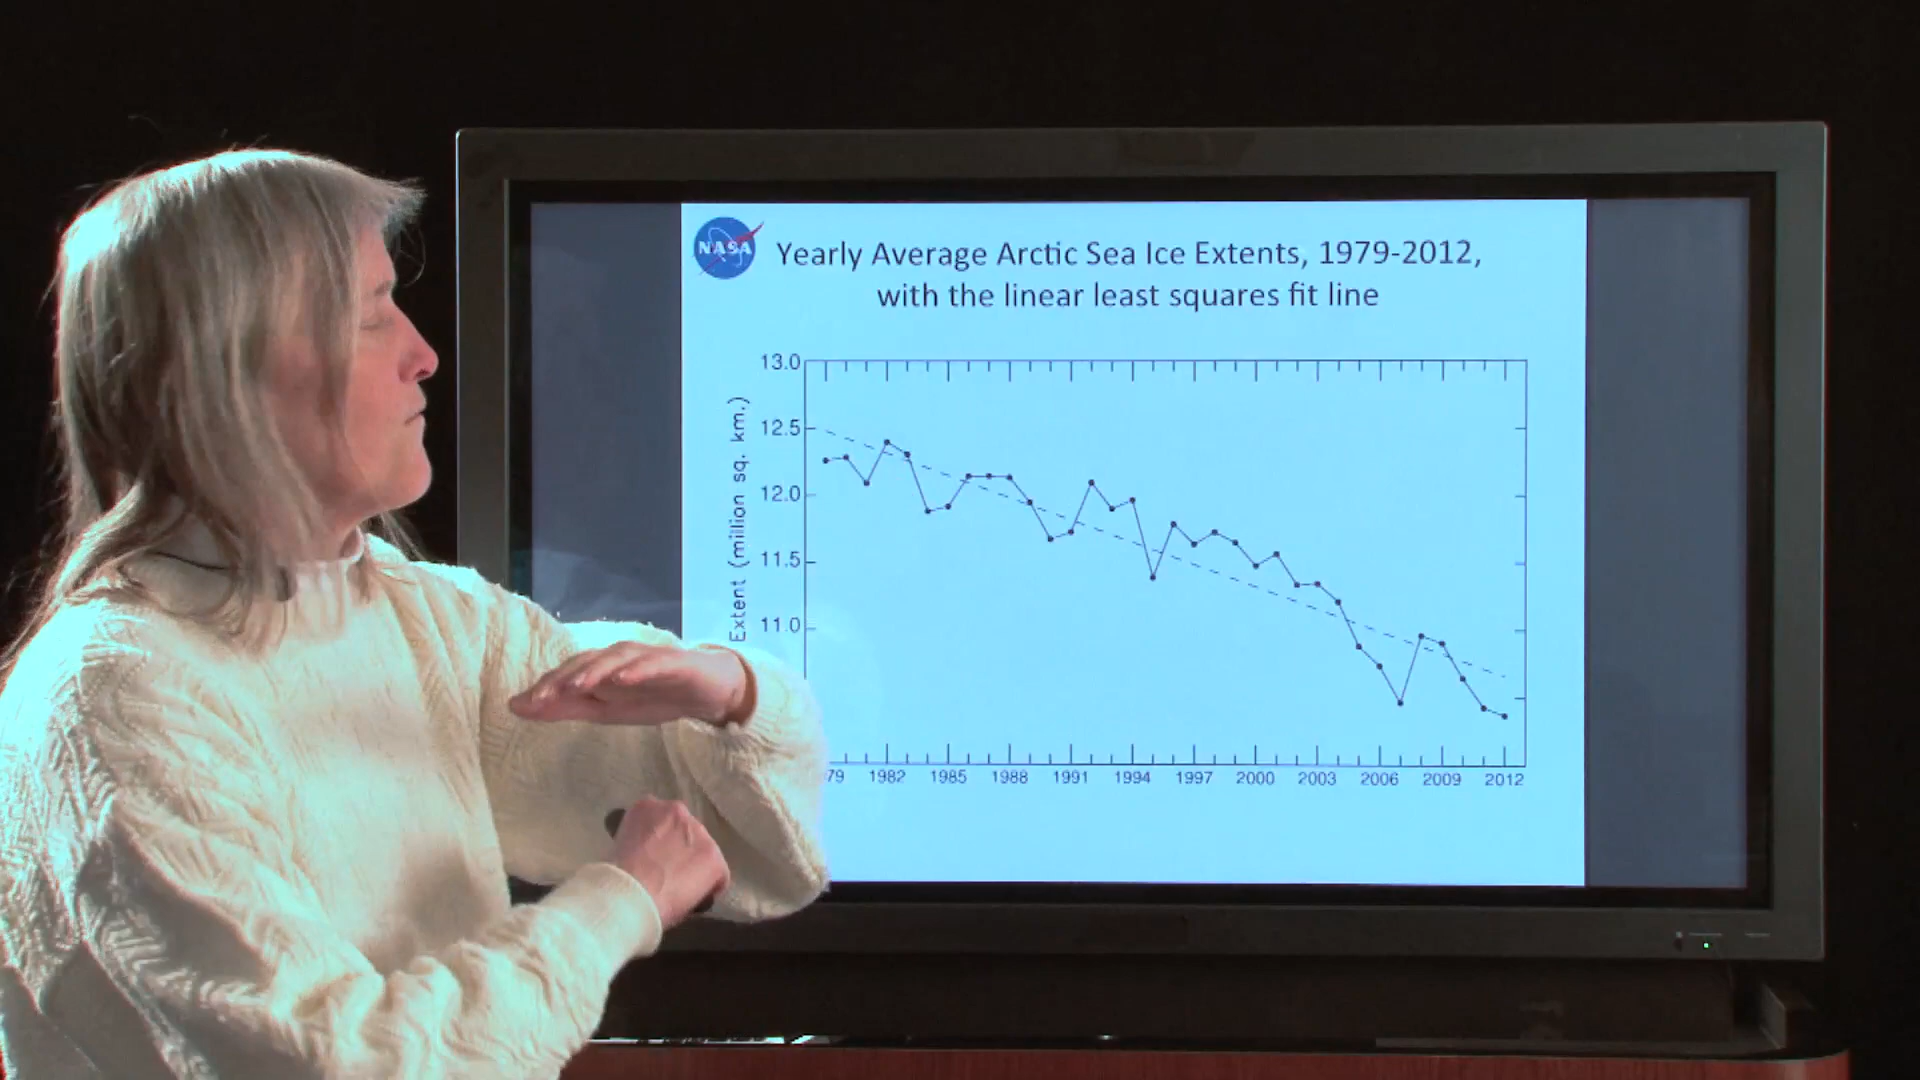 NASA
Yearly Average Arctic Sea Ice Extents, 1979-2012,
with the linear least squares fit line
Extent (million sq. km.)
13.0
12.5
12.0
11.5
11.0
79 1982 1985 1988 1991 1994 1997 2000 2003 2006 2009 2012